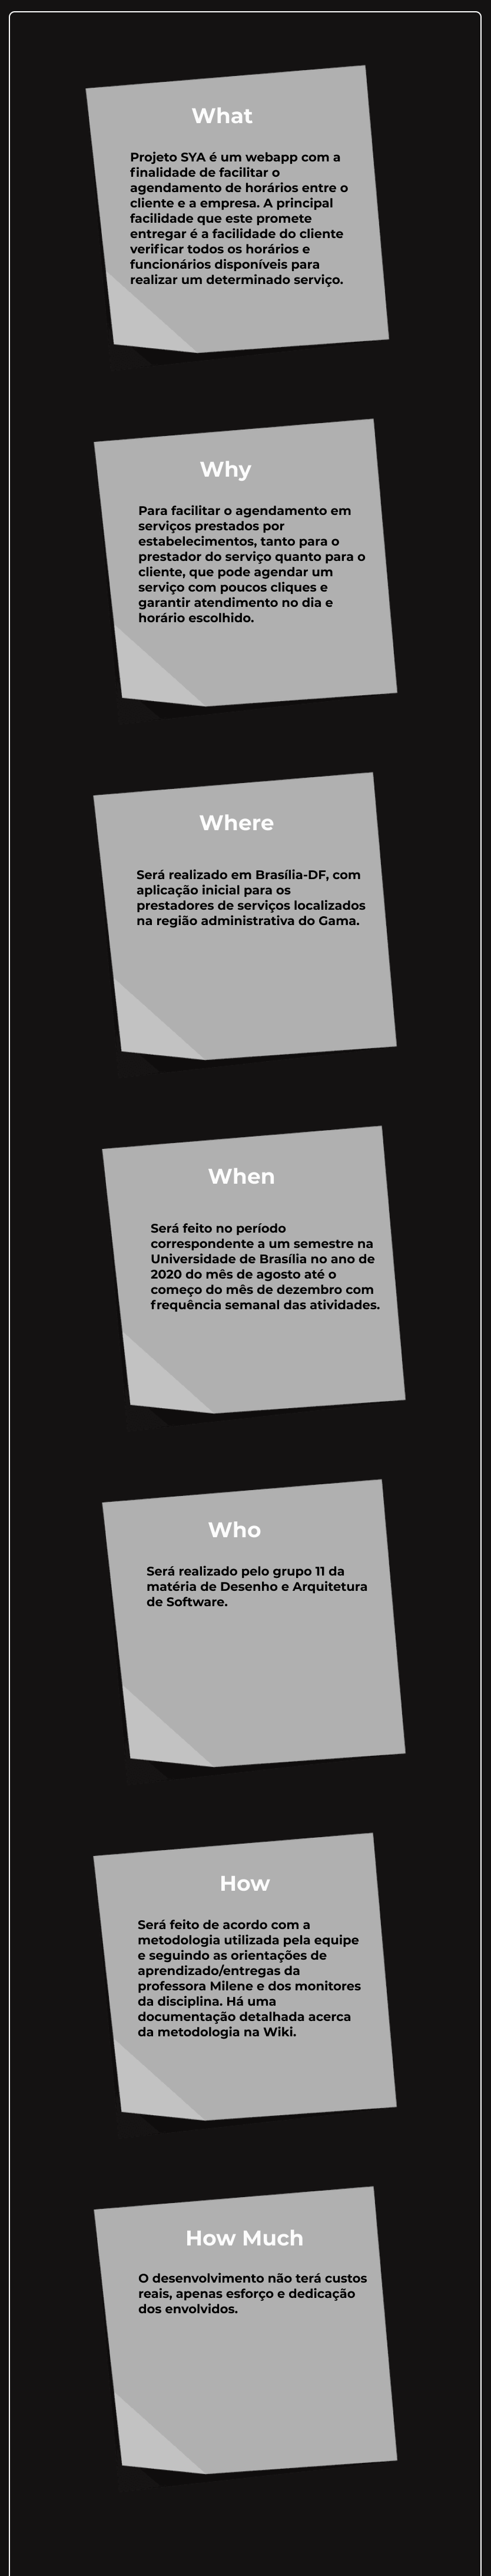 What
Projeto SYA é um webapp com a
finalidade de facilitar o
agendamento de horários entre o
cliente e a empresa. A principal
facilidade que este promete
entregar é a facilidade do cliente
verificar todos os horários e
funcionários disponíveis para
realizar um determinado serviço.
Why
Para facilitar o agendamento em
serviços prestados por
estabelecimentos, tanto para o
prestador do serviço quanto para o
cliente, que pode agendar um
serviço com poucos cliques e
garantir atendimento no dia e
horário escolhido.
Where
Será realizado em Brasília-DF, com
aplicação inicial para os
prestadores de serviços localizados
na região administrativa do Gama.
When
Será feito no período
correspondente a um semestre na
Universidade de Brasília no ano de
2020 do mês de agosto até o
começo do mês de dezembro com
frequência semanal das atividades.
Who
Será realizado pelo grupo 11 da
matéria de Desenho e Arquitetura
de Software.
How
Será feito de acordo com a
metodologia utilizada pela equipe
e seguindo as orientações de
aprendizado/entregas da
professora Milene e dos monitores
da disciplina. Há uma
documentação detalhada acerca
da metodologia na Wiki.
How Much
O desenvolvimento não terá custos
reais, apenas esforço e dedicação
dos envolvidos.